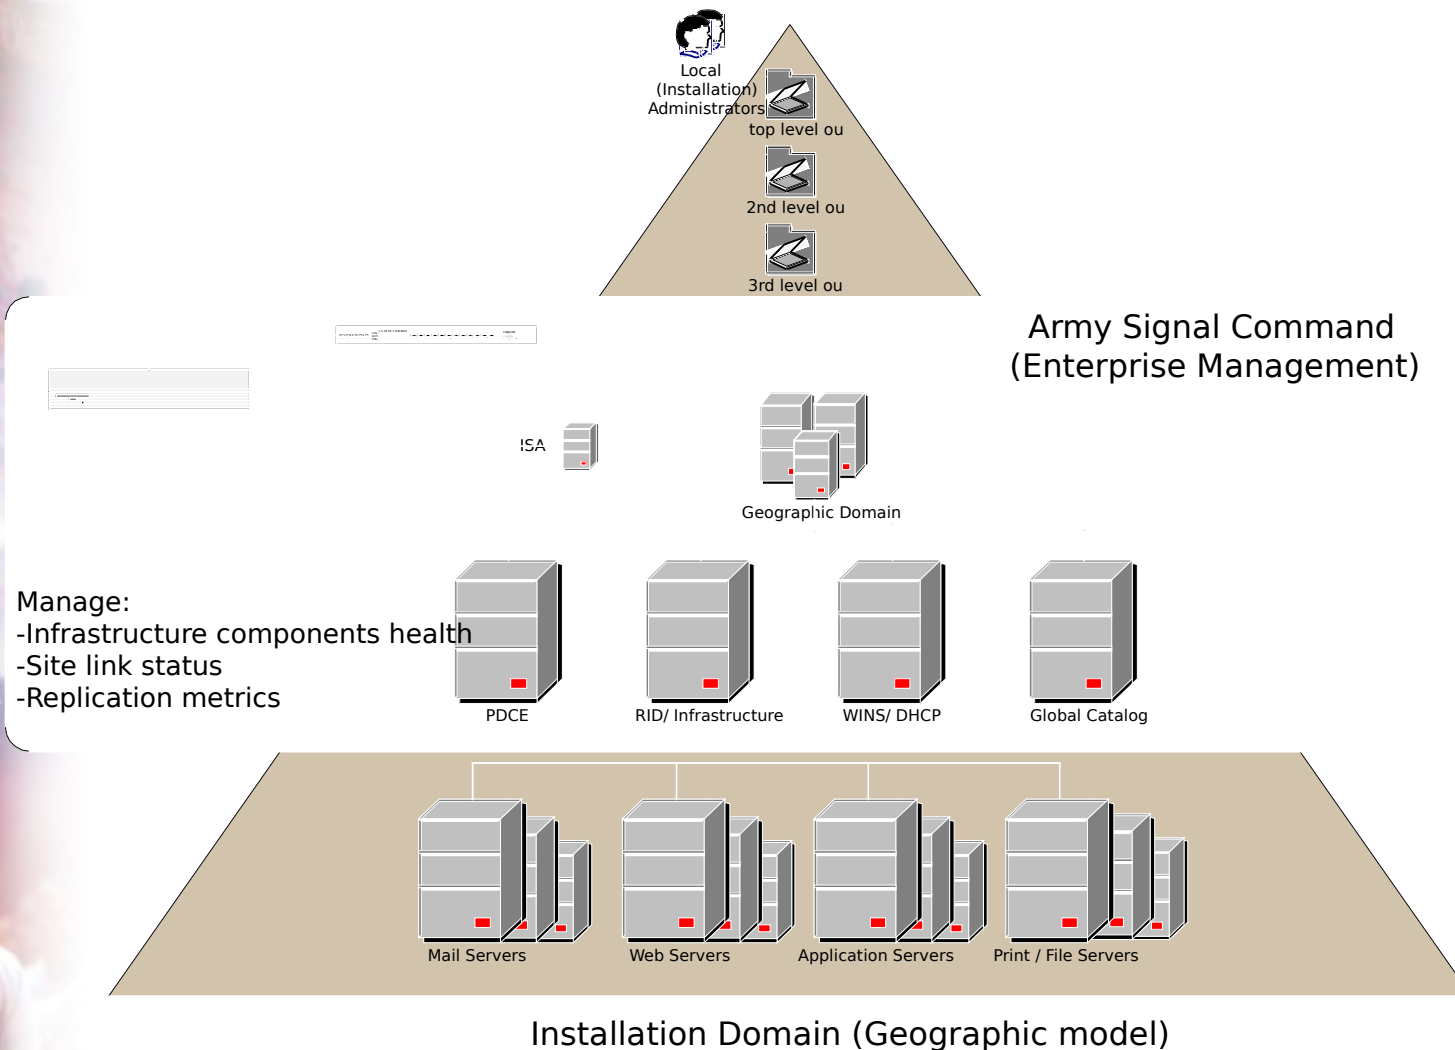 Local
(Installation)
Administrators
top level ou
2nd level ou
3rd level ou
Army Signal Command
(Enterprise Management)
ISA
Geographic Domain
Manage:
-Infrastructure components health
-Site link status
-Replication metrics
PDCE
RID/ Infrastructure
WINS/ DHCP
Global Catalog
Mail Servers
Web Servers
Application Servers
Print / File Servers
Installation Domain (Geographic model)